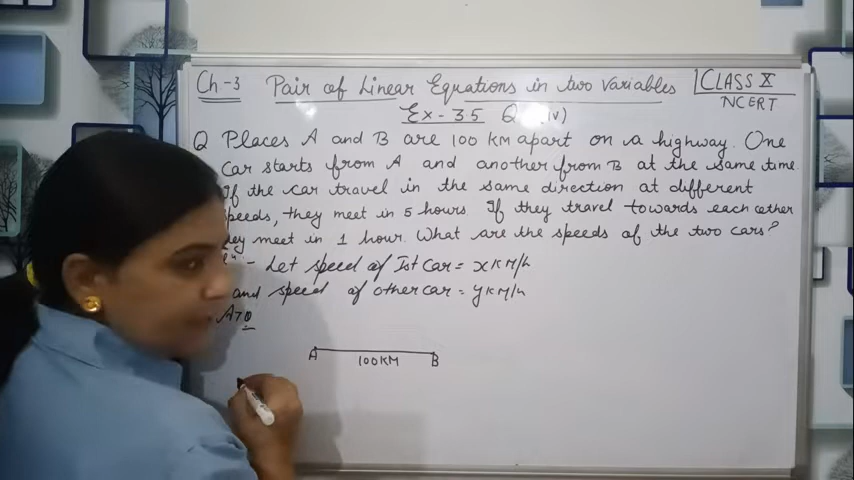 Ch-3 Pair of Linear Equations in two Variables CLASS X
NCERT
Ex-3.5 Q iv)
Q Places A and B are 100 KM apart on a highway. One
car starts from A and another from B at the same time.
If the car travel in the same direction at different
speeds, they meet in 5 hours If they travel towards each other
they meet in 1 hour. What are the speeds of the two cars?
- Let speed of Ist Car = x KM/h
and speed of other car = y KM/h
ATQ
A B
100KM